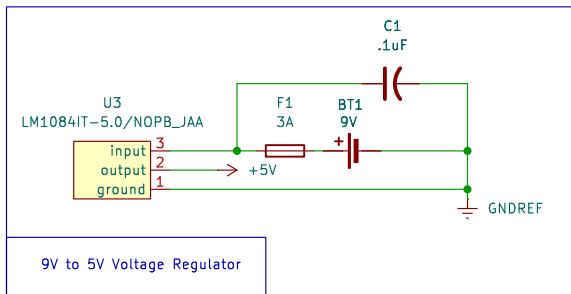 C1
.1uF
U3
LM1084IT-5.0/NOPB_JAA
F1
3A
BT1
9V
input 3
output 2
ground 1
+
+5V
GNDREF
9V to 5V Voltage Regulator